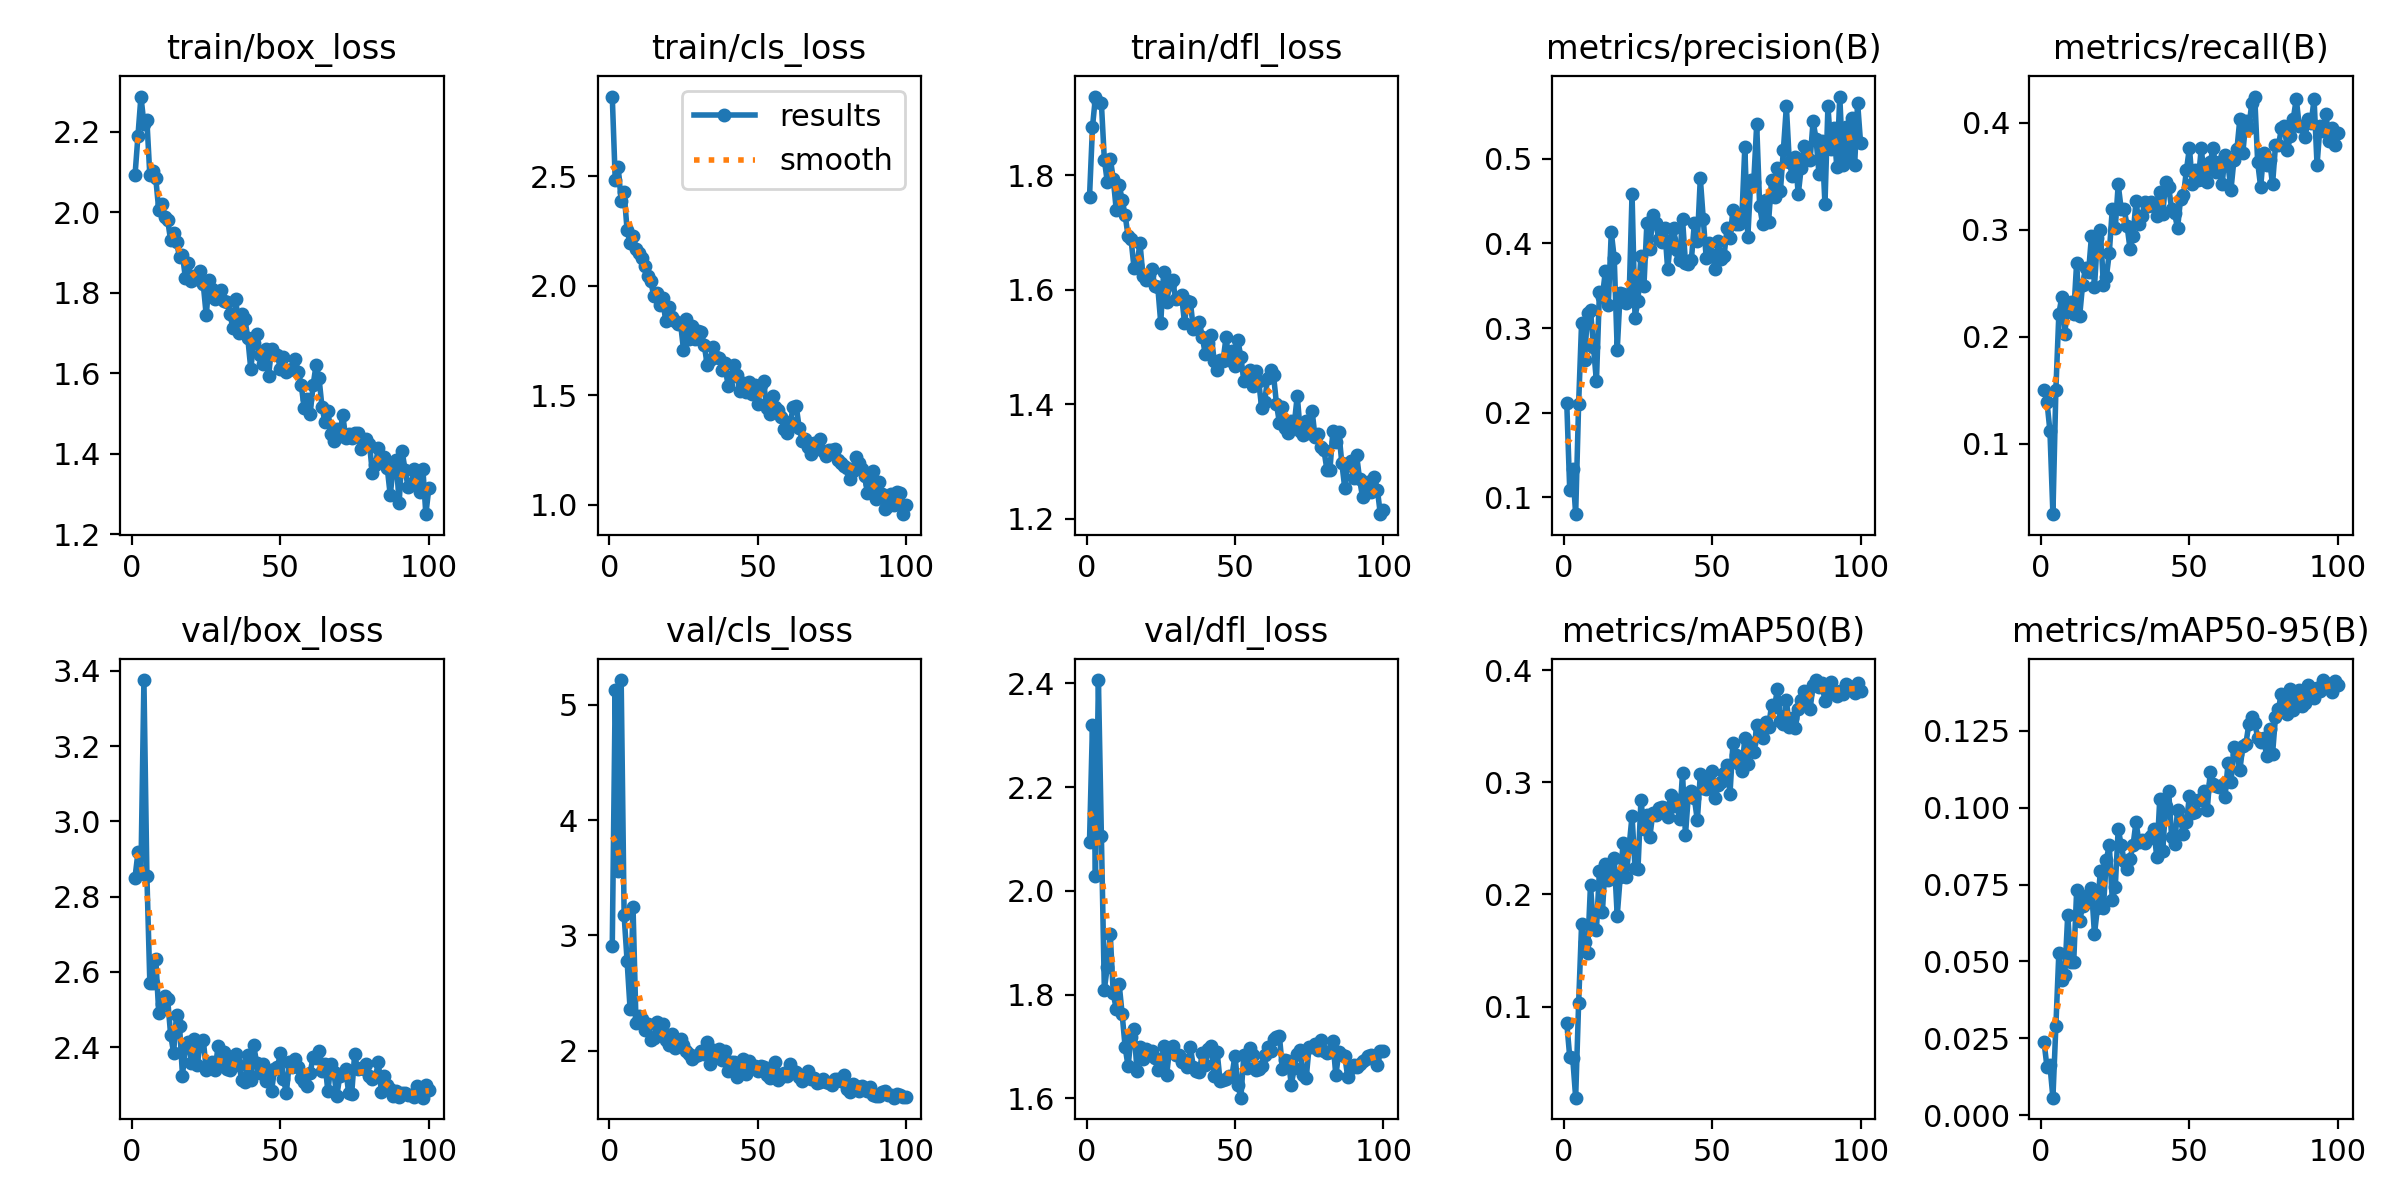 train/box_loss
train/cls_loss
train/dfl_loss
metrics/precision(B)
metrics/recall(B)
2.2
2.0
1.8
1.6
1.4
1.2
0 50 100
results
smooth
2.5
2.0
1.5
1.0
0 50 100
1.8
1.6
1.4
1.2
0 50 100
0.5
0.4
0.3
0.2
0.1
0 50 100
0.4
0.3
0.2
0.1
0 50 100
val/box_loss
val/cls_loss
val/dfl_loss
metrics/mAP50(B)
metrics/mAP50-95(B)
3.4
3.2
3.0
2.8
2.6
2.4
0 50 100
5
4
3
2
0 50 100
2.4
2.2
2.0
1.8
1.6
0 50 100
0.4
0.3
0.2
0.1
0 50 100
0.125
0.100
0.075
0.050
0.025
0.000
0 50 100